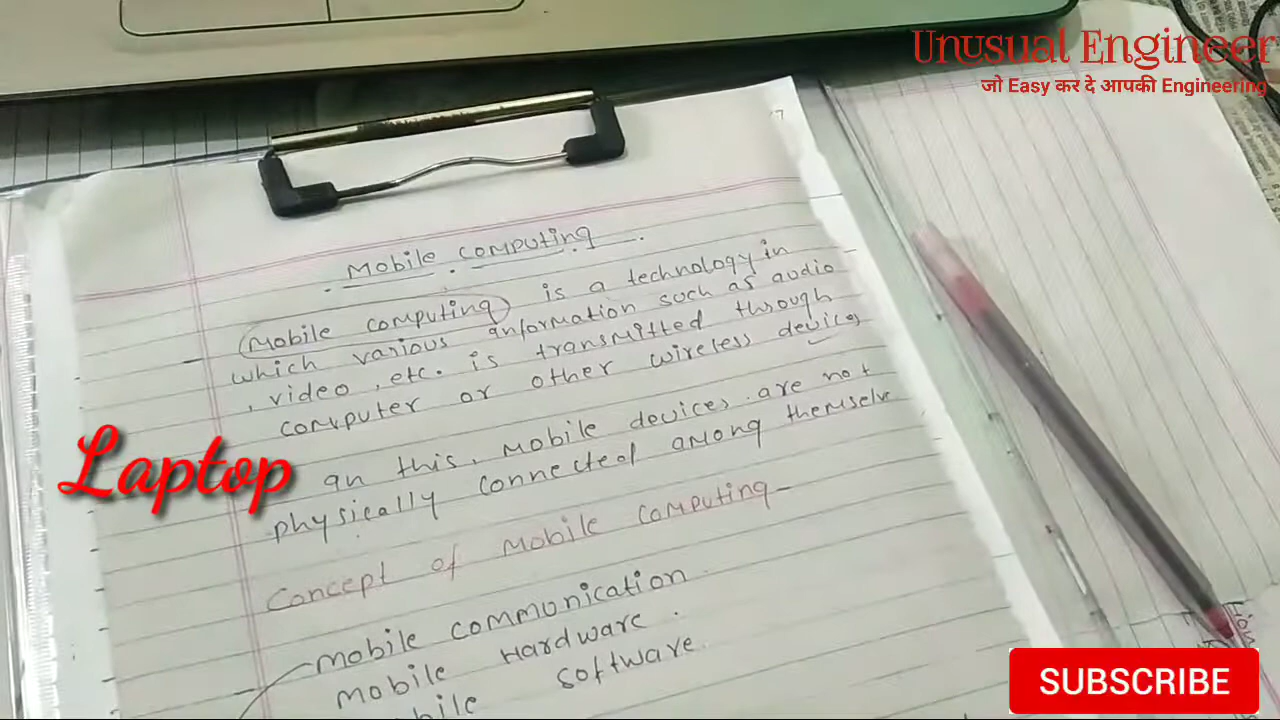 Unusual Engineer
जो Easy कर दे आपकी Engineering
Mobile Computing
Mobile computing is a technology in
which various information such as audio
, video , etc. is transmitted through
computer or other wireless devices
In this, Mobile devices are not
physically connected among themselve
Laptop
Concept of Mobile Computing -
Mobile communication
Mobile Hardware .
software
SUBSCRIBE